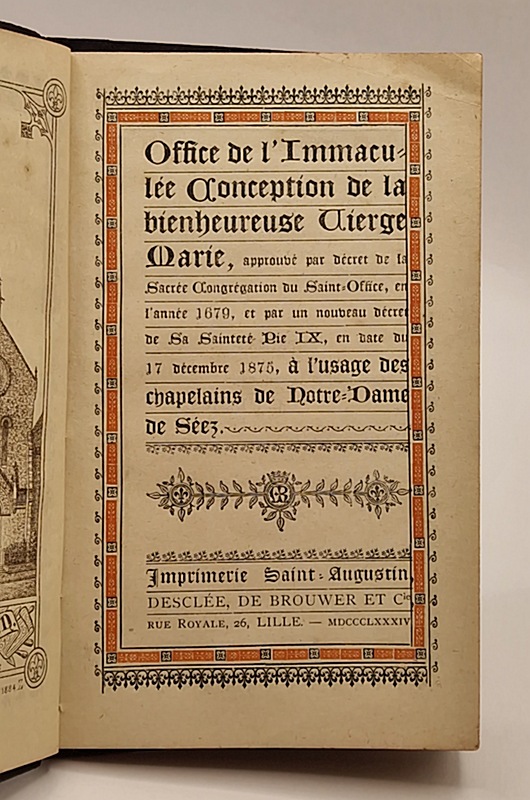 Office de l'Immacu-
lée Conception de la
bienheureuse Vierge
Marie, approuvé par décret de la
Sacrée Congrégation du Saint-Office, en
l'année 1679, et par un nouveau décret
de Sa Sainteté Pie IX, en date du
17 décembre 1875, à l'usage des
chapelains de Notre-Dame
de Séez.
Imprimerie Saint-Augustin,
DESCLÉE, DE BROUWER ET Cie,
RUE ROYALE, 26, LILLE. — MDCCCLXXXIV
1884